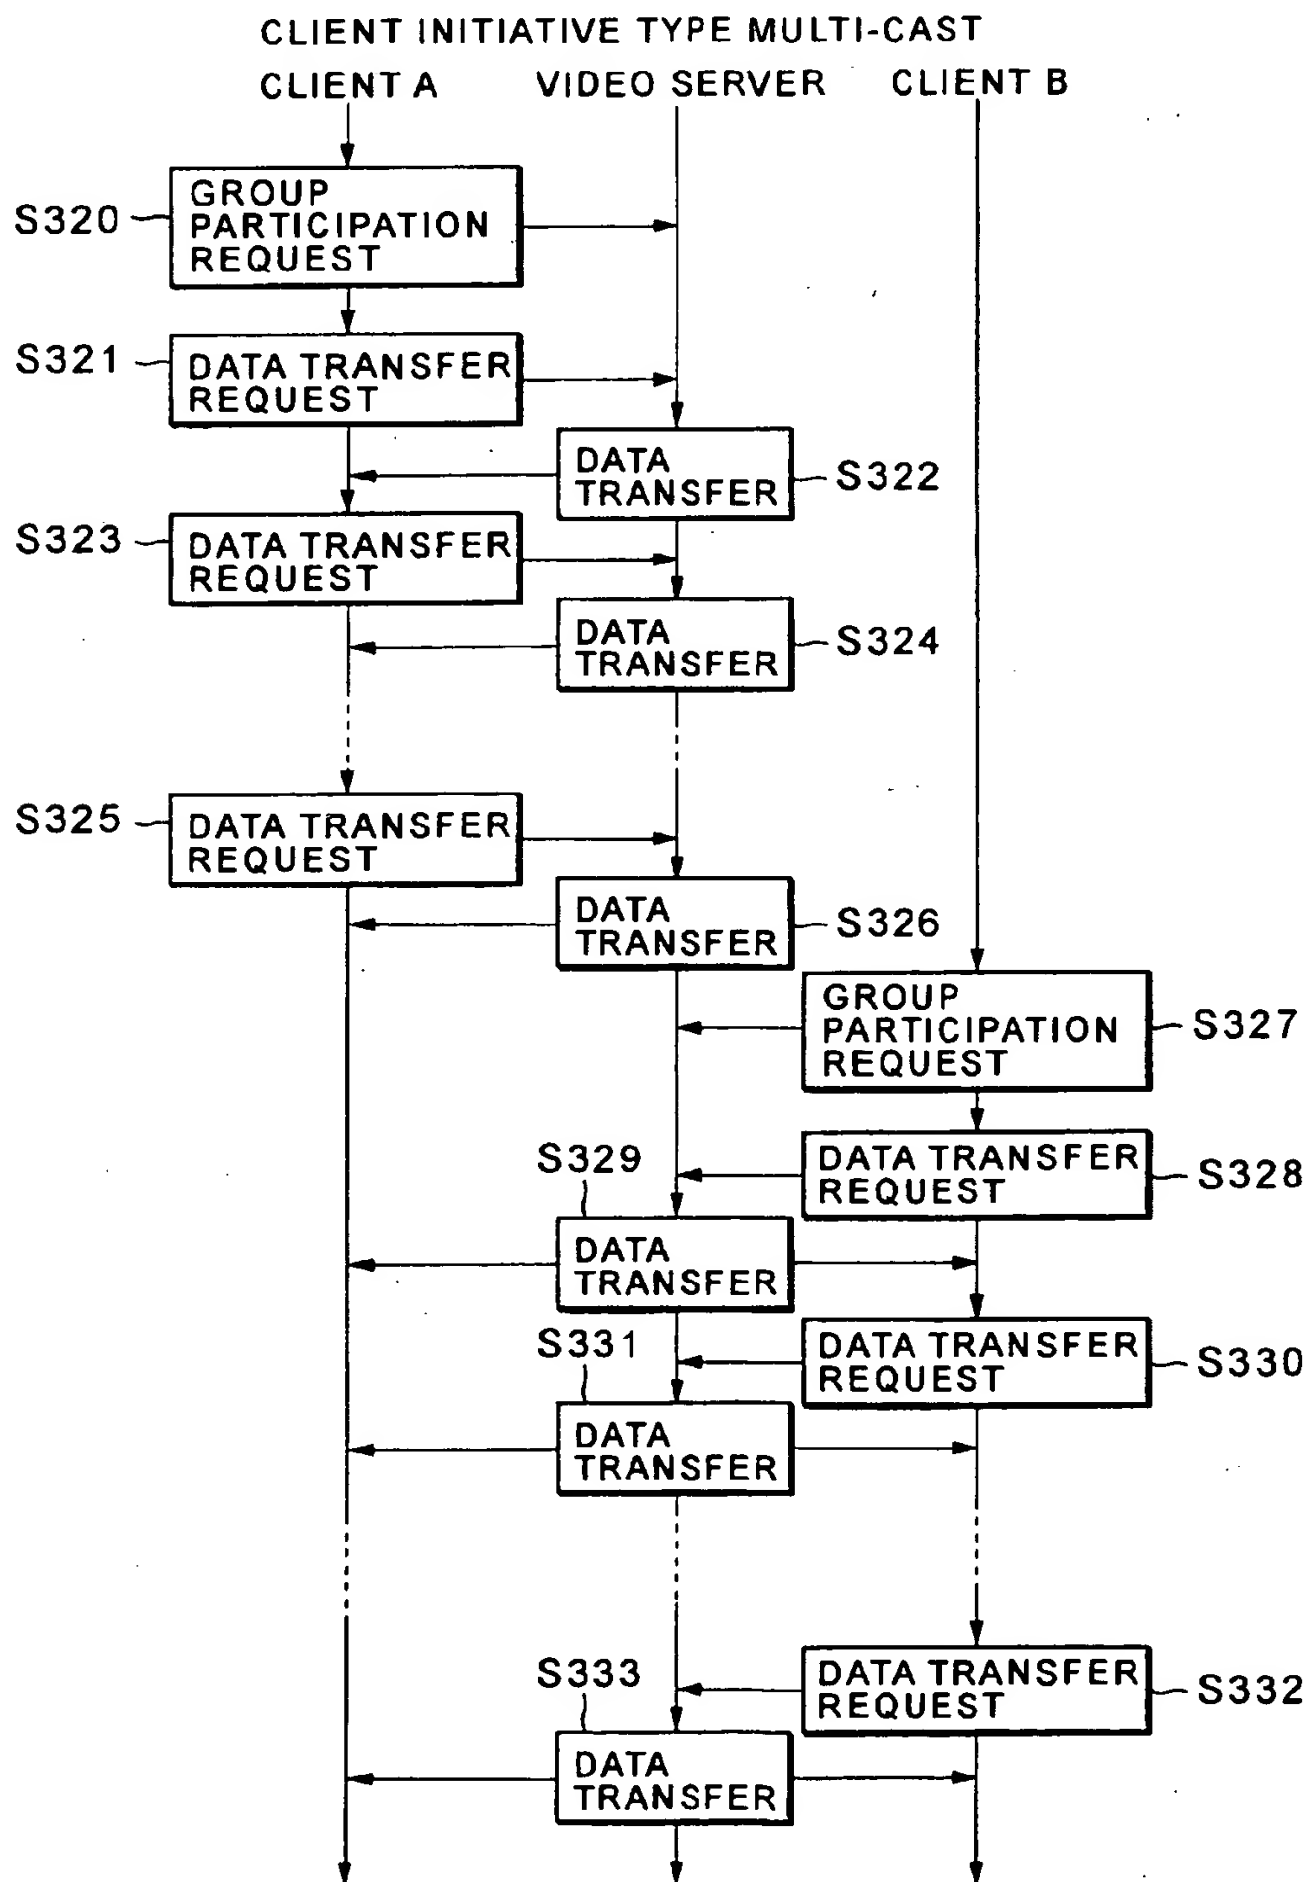 CLIENT INITIATIVE TYPE MULTI-CAST
CLIENT A
VIDEO SERVER
CLIENT B
S320
GROUP
PARTICIPATION
REQUEST
S321
DATA TRANSFER
REQUEST
DATA
TRANSFER
S322
S323
DATA TRANSFER
REQUEST
DATA
TRANSFER
S324
S325
DATA TRANSFER
REQUEST
DATA
TRANSFER
S326
GROUP
PARTICIPATION
REQUEST
S327
DATA TRANSFER
REQUEST
S328
S329
DATA
TRANSFER
DATA TRANSFER
REQUEST
S330
S331
DATA
TRANSFER
DATA TRANSFER
REQUEST
S332
S333
DATA
TRANSFER